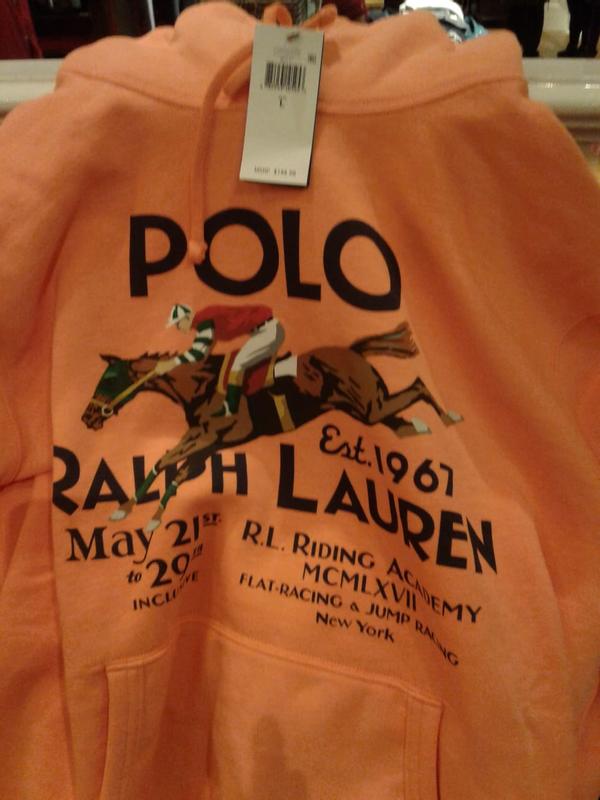 L
POLO
Est. 1967
RALPH LAUREN
May 21ST.
to 29TH
INCLUSIVE
R.L. RIDING ACADEMY
MCMLXVII
FLAT-RACING & JUMP RACING
New York